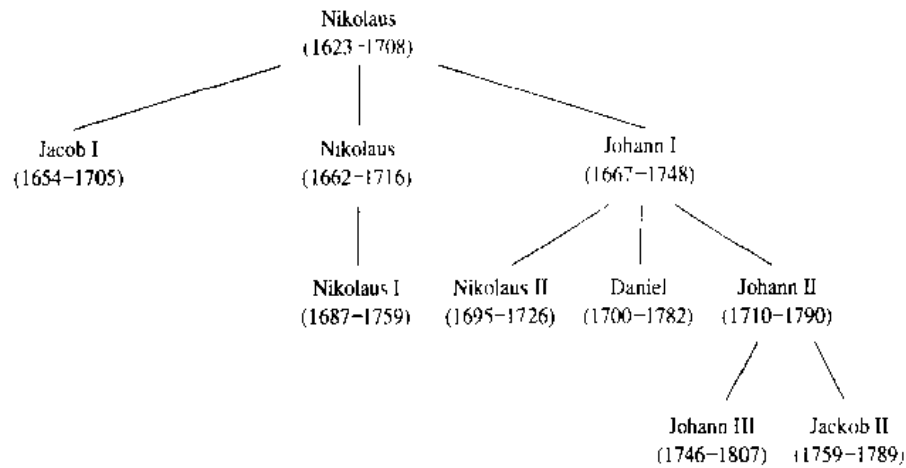 Nikolaus
(1623-1708)
Jacob I
(1654-1705)
Nikolaus
(1662-1716)
Johann I
(1667-1748)
Nikolaus I
(1687-1759)
Nikolaus II
(1695-1726)
Daniel
(1700-1782)
Johann II
(1710-1790)
Johann III
(1746-1807)
Jackob II
(1759-1789)